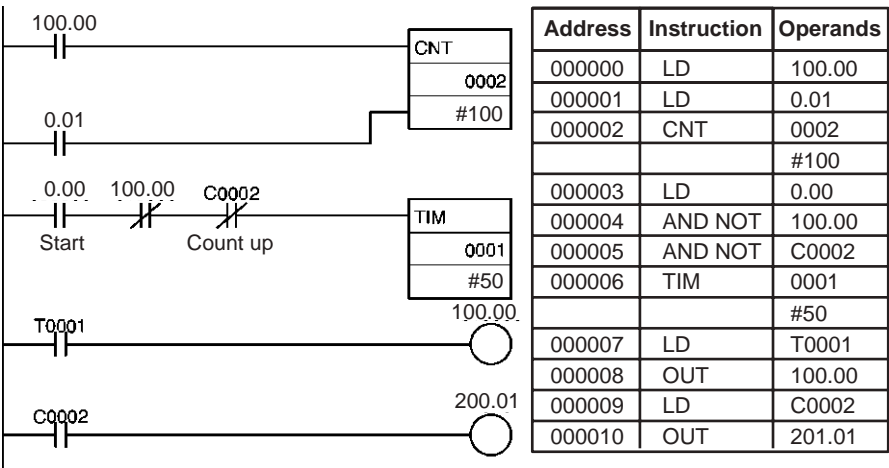 100.00
CNT
0002
#100
0.01
0.00 100.00 C0002
Start Count up
TIM
0001
#50
T0001 100.00
C0002 200.01
Address Instruction Operands
000000 LD 100.00
000001 LD 0.01
000002 CNT 0002
#100
000003 LD 0.00
000004 AND NOT 100.00
000005 AND NOT C0002
000006 TIM 0001
#50
000007 LD T0001
000008 OUT 100.00
000009 LD C0002
000010 OUT 201.01